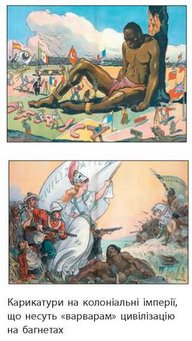 Карикатури на колоніальні імперії,
що несуть «варварам» цивілізацію
на багнетах